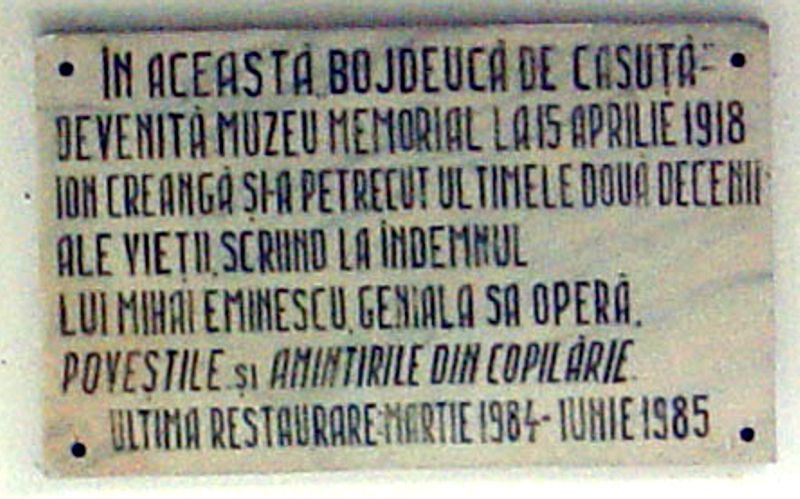 ÎN ACEASTĂ „BOJDEUCĂ DE CĂSUȚĂ”
DEVENITĂ MUZEU MEMORIAL LA 15 APRILIE 1918
ION CREANGĂ ȘI-A PETRECUT ULTIMELE DOUĂ DECENII
ALE VIEȚII, SCRIIND LA ÎNDEMNUL
LUI MIHAI EMINESCU, GENIALA SA OPERĂ,
POVEȘTILE și AMINTIRILE DIN COPILĂRIE.
ULTIMA RESTAURARE: MARTIE 1984 - IUNIE 1985